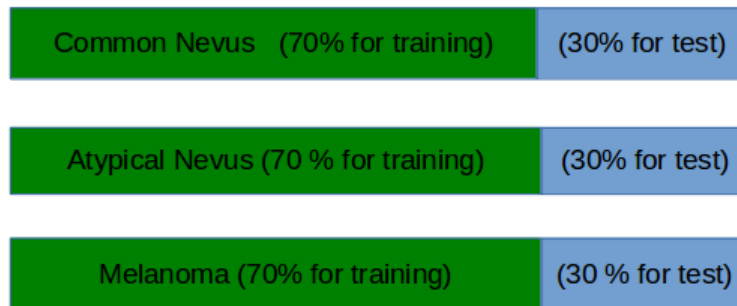 Common Nevus (70% for training) (30% for test)
Atypical Nevus (70 % for training) (30% for test)
Melanoma (70% for training) (30 % for test)